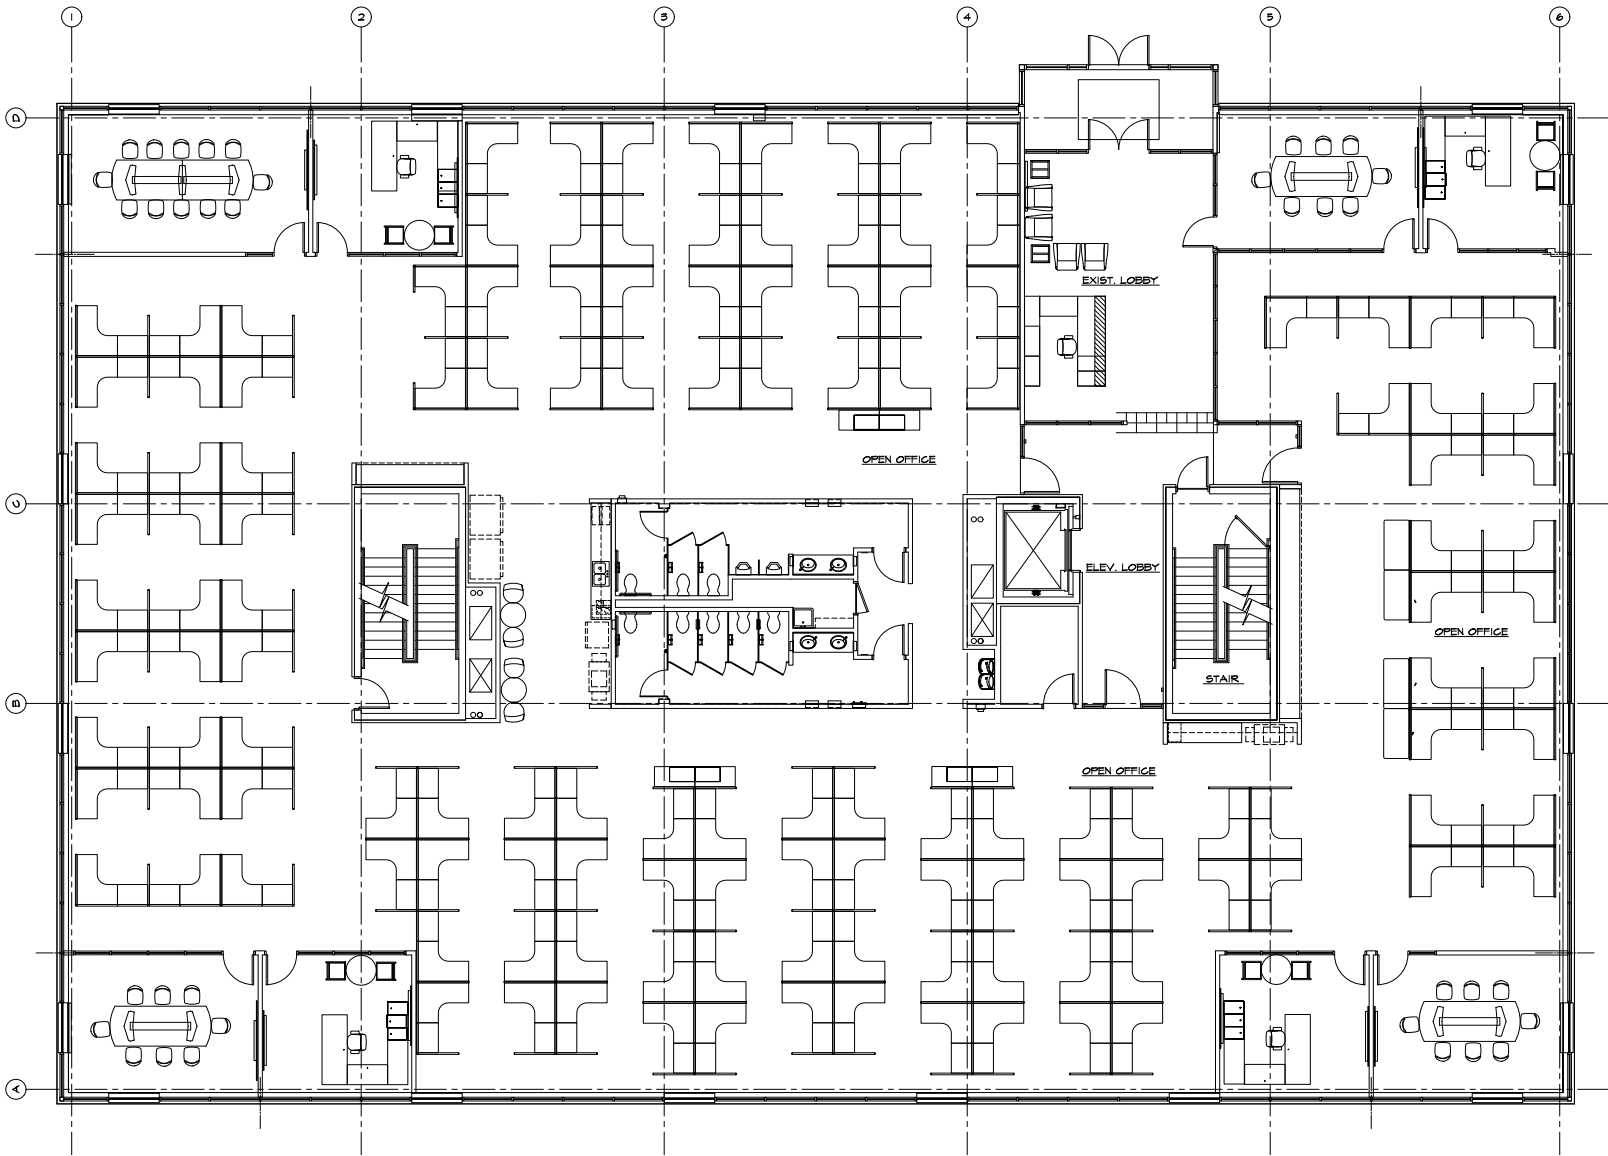 1 2 3 4 5 6
D
EXIST. LOBBY
OPEN OFFICE
C
ELEV. LOBBY
OPEN OFFICE
STAIR
B
OPEN OFFICE
A